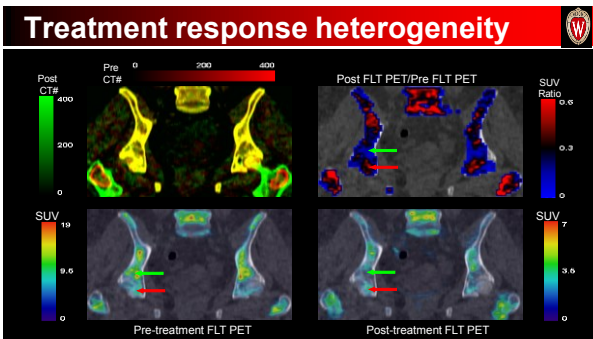 Treatment response heterogeneity
W
Post
CT#
400
200
0
Pre
CT#
0
200
400
Post FLT PET/Pre FLT PET
SUV
Ratio
0.6
0.3
0
SUV
19
9.5
0
Pre-treatment FLT PET
Post-treatment FLT PET
SUV
7
3.5
0